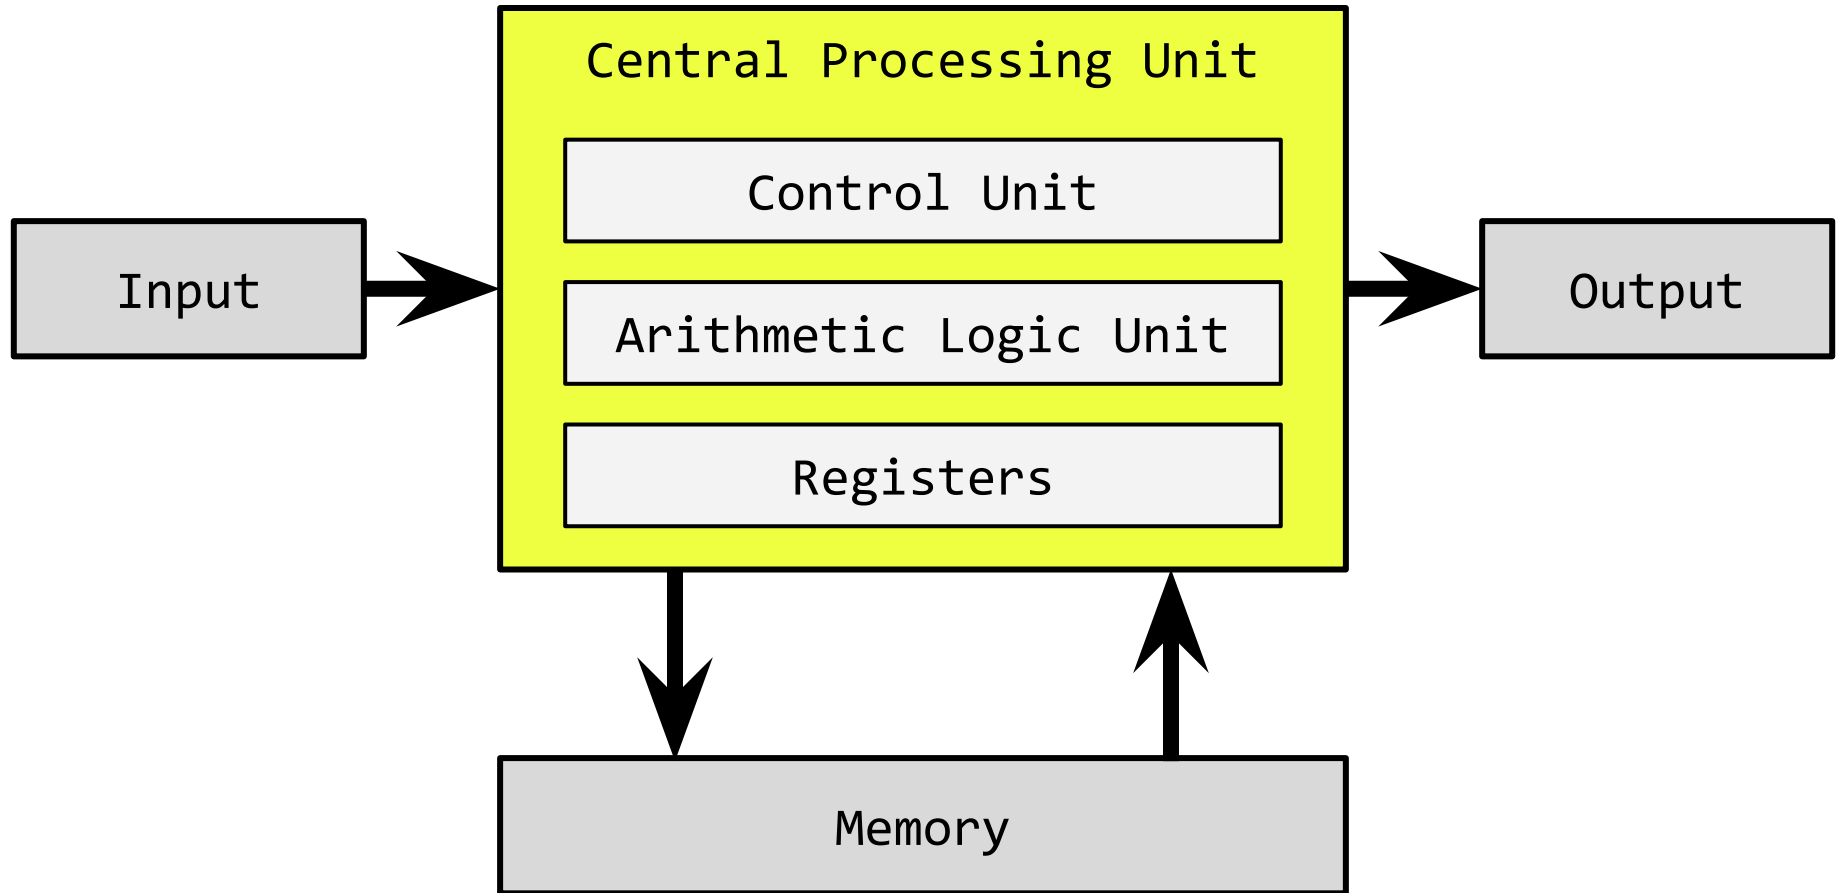 Central Processing Unit
Control Unit
Input
Arithmetic Logic Unit
Output
Registers
Memory